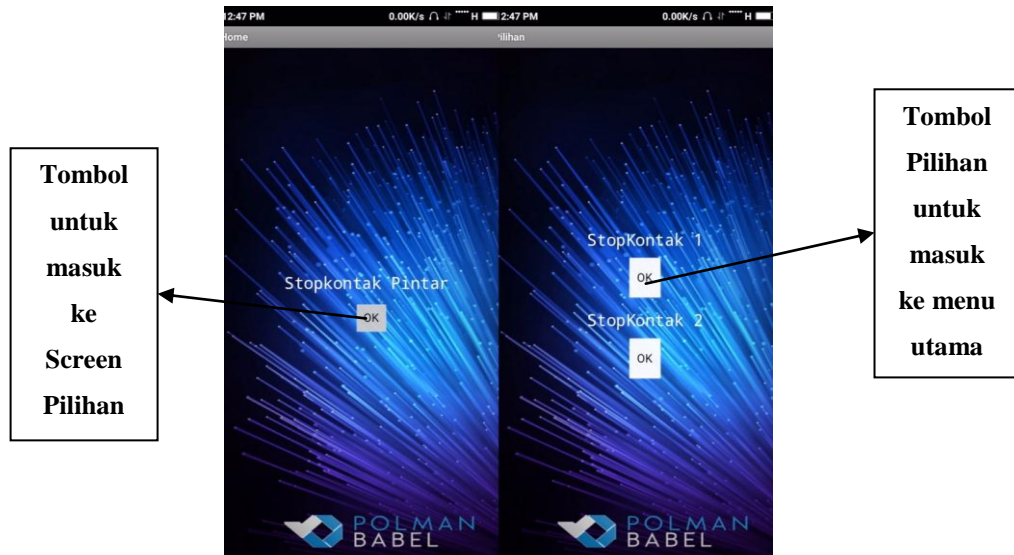 12:47 PM 0.00K/s H
2:47 PM 0.00K/s H
Home
Pilihan
Tombol
untuk
masuk
ke
Screen
Pilihan
Stopkontak Pintar
OK
StopKontak 1
OK
StopKontak 2
OK
POLMAN
BABEL
POLMAN
BABEL
Tombol
Pilihan
untuk
masuk
ke menu
utama